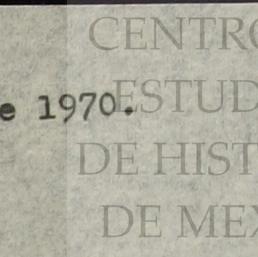 CENTRO
ESTUD
e 1970.
DE HIST
DE MEX